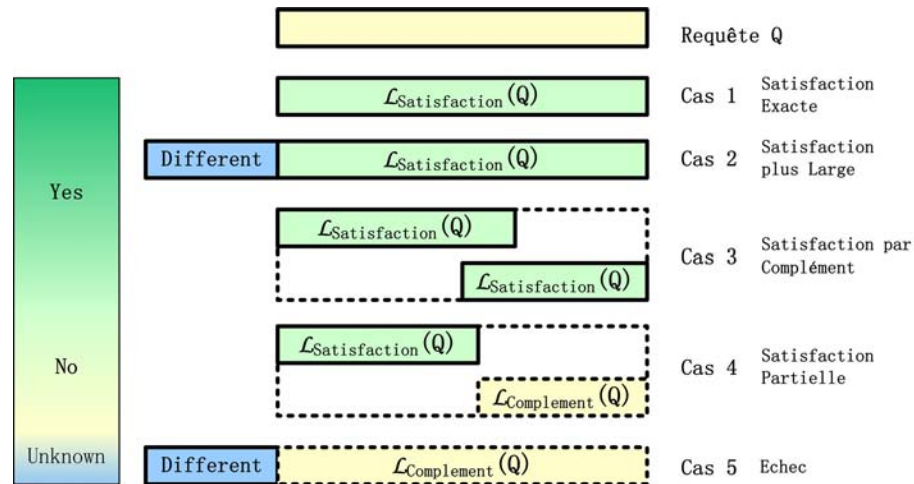 Requête Q
ℒSatisfaction(Q)
Cas 1
Satisfaction
Exacte
Different
ℒSatisfaction(Q)
Cas 2
Satisfaction
plus Large
Yes
ℒSatisfaction(Q)
ℒSatisfaction(Q)
Cas 3
Satisfaction par
Complément
No
ℒSatisfaction(Q)
ℒComplement(Q)
Cas 4
Satisfaction
Partielle
Unknown
Different
ℒComplement(Q)
Cas 5
Echec